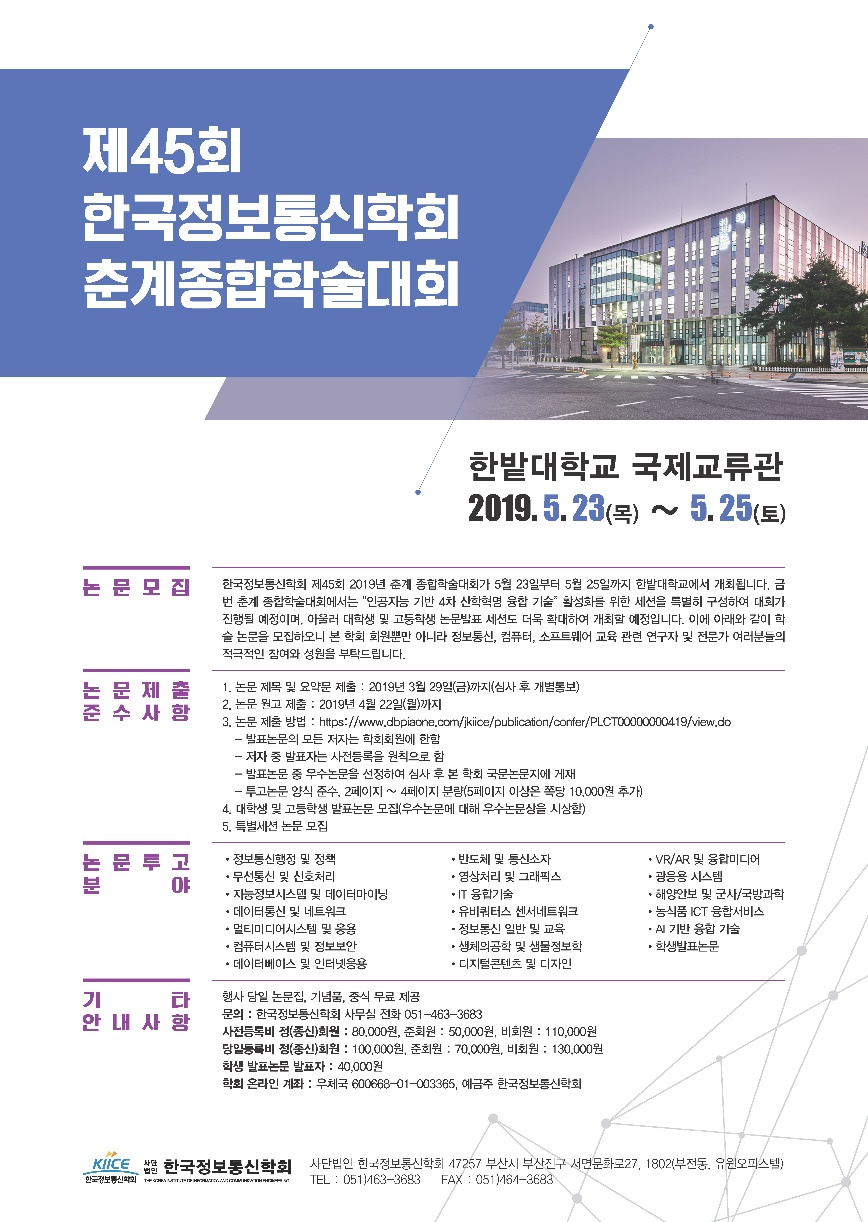 제45회
한국정보통신학회
춘계종합학술대회
한밭대학교 국제교류관
2019. 5. 23(목) ~ 5. 25(토)
논문모집
한국정보통신학회 제45회 2019년 춘계 종합학술대회가 5월 23일부터 5월 25일까지 한밭대학교에서 개최됩니다. 금
번 춘계 종합학술대회에서는 "인공지능 기반 4차 산학혁명 융합 기술" 활성화를 위한 세션을 특별히 구성하여 대회가
진행될 예정이며, 아울러 대학생 및 고등학생 논문발표 세션도 더욱 확대하여 개최할 예정입니다. 이에 아래와 같이 학
술 논문을 모집하오니 본 학회 회원뿐만 아니라 정보통신, 컴퓨터, 소프트웨어 교육 관련 연구자 및 전문가 여러분들의
적극적인 참여와 성원을 부탁드립니다.
논문제출
준수사항
1. 논문 제목 및 요약문 제출 : 2019년 3월 29일(금)까지(심사 후 개별통보)
2. 논문 원고 제출 : 2019년 4월 22일(월)까지
3. 논문 제출 방법 : https://www.dbpiaone.com/jkiice/publication/confer/PLCT00000000419/view.do
- 발표논문의 모든 저자는 학회회원에 한함
- 저자 중 발표자는 사전등록을 원칙으로 함
- 발표논문 중 우수논문을 선정하여 심사 후 본 학회 국문논문지에 게재
- 투고논문 양식 준수, 2페이지 ~ 4페이지 분량(5페이지 이상은 쪽당 10,000원 추가)
4. 대학생 및 고등학생 발표논문 모집(우수논문에 대해 우수논문상을 시상함)
5. 특별세션 논문 모집
논문투고
분야
• 정보통신행정 및 정책
• 무선통신 및 신호처리
• 지능정보시스템 및 데이터마이닝
• 데이터통신 및 네트워크
• 멀티미디어시스템 및 응용
• 컴퓨터시스템 및 정보보안
• 데이터베이스 및 인터넷응용
• 반도체 및 통신소자
• 영상처리 및 그래픽스
• IT 융합기술
• 유비쿼터스 센서네트워크
• 정보통신 일반 및 교육
• 생체의공학 및 생물정보학
• 디지털콘텐츠 및 디자인
• VR/AR 및 융합미디어
• 광응용 시스템
• 해양안보 및 군사/국방과학
• 농식품 ICT 융합서비스
• AI 기반 융합 기술
• 학생발표논문
기타
안내사항
행사 당일 논문집, 기념품, 중식 무료 제공
문의 : 한국정보통신학회 사무실 전화 051-463-3683
사전등록비 정(종신)회원 : 80,000원, 준회원 : 50,000원, 비회원 : 110,000원
당일등록비 정(종신)회원 : 100,000원, 준회원 : 70,000원, 비회원 : 130,000원
학생 발표논문 발표자 : 40,000원
학회 온라인 계좌 : 우체국 600668-01-003365, 예금주 한국정보통신학회
KIICE
한국정보통신학회
사단
법인 한국정보통신학회
THE KOREA INSTITUTE OF INFORMATION AND COMMUNICATION ENGINEERING
사단법인 한국정보통신학회 47257 부산시 부산진구 서면문화로27, 1802(부전동, 유원오피스텔)
TEL : 051)463-3683 FAX : 051)464-3683